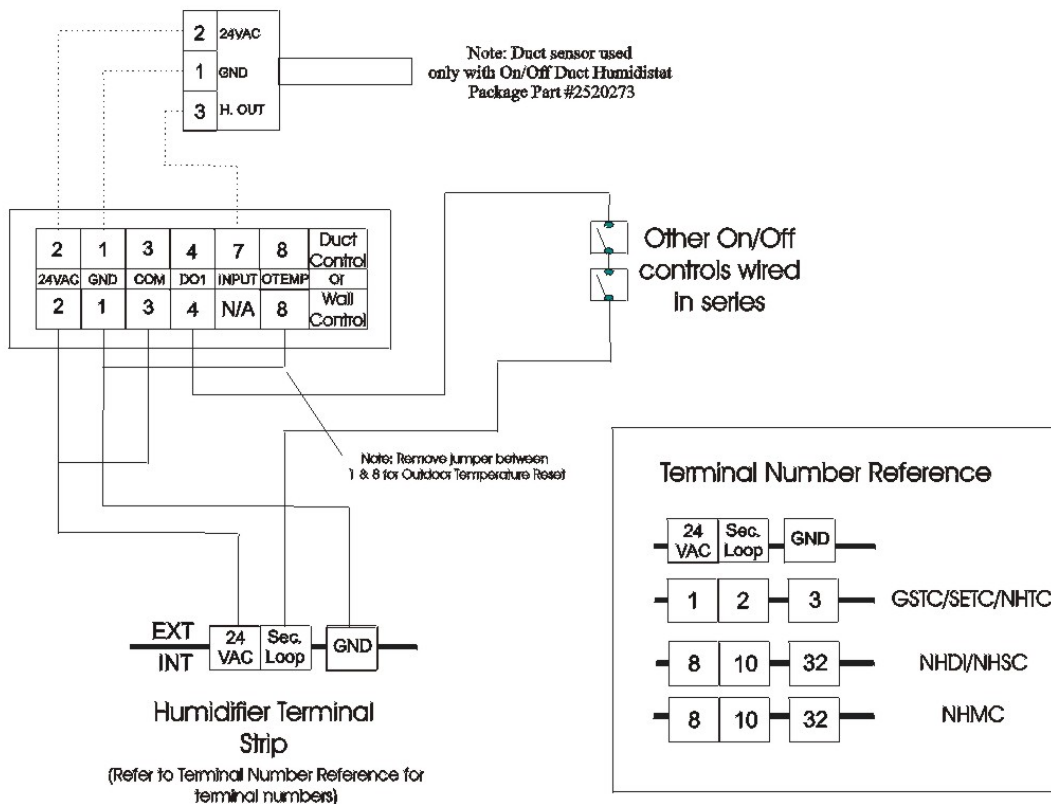 2 24VAC
1 GND
3 H. OUT
Note: Duct sensor used
only with On/Off Duct Humidistat
Package Part #2520273
2 1 3 4 7 8 Duct Control
24VAC GND COM DO1 INPUT OTEMP Or
2 1 3 4 N/A 8 Wall Control
Other On/Off
controls wired
in series
Note: Remove jumper between
1 & 8 for Outdoor Temperature Reset
EXT
INT
24 VAC
Sec. Loop
GND
Humidifier Terminal
Strip
(Refer to Terminal Number Reference for
terminal numbers)
Terminal Number Reference
24 VAC
Sec. Loop
GND
1 2 3 GSTC/SETC/NHTC
8 10 32 NHDI/NHSC
8 10 32 NHMC